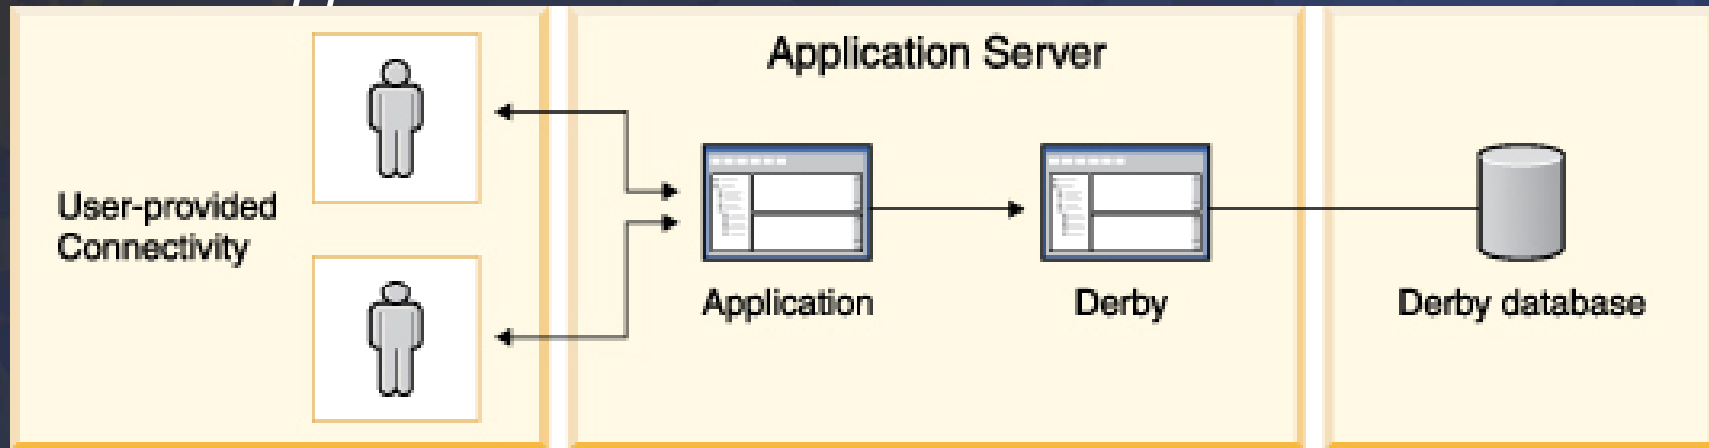 Application Server
User-provided
Connectivity
Application
Derby
Derby database